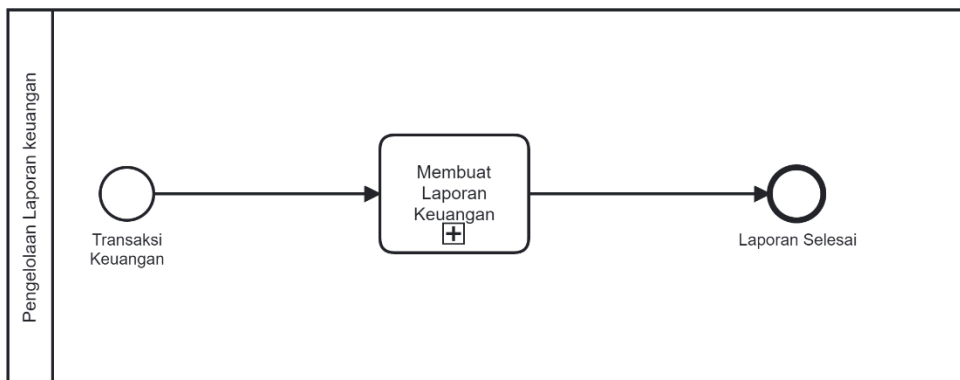 Pengelolaan Laporan keuangan
Transaksi
Keuangan
Membuat
Laporan
Keuangan
Laporan Selesai